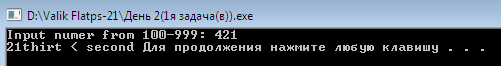 D:\Valik Flatps-21\День 2(1я задача(в)).exe
Input numer from 100-999: 421
21thirt < second Для продолжения нажмите любую клавишу . . .